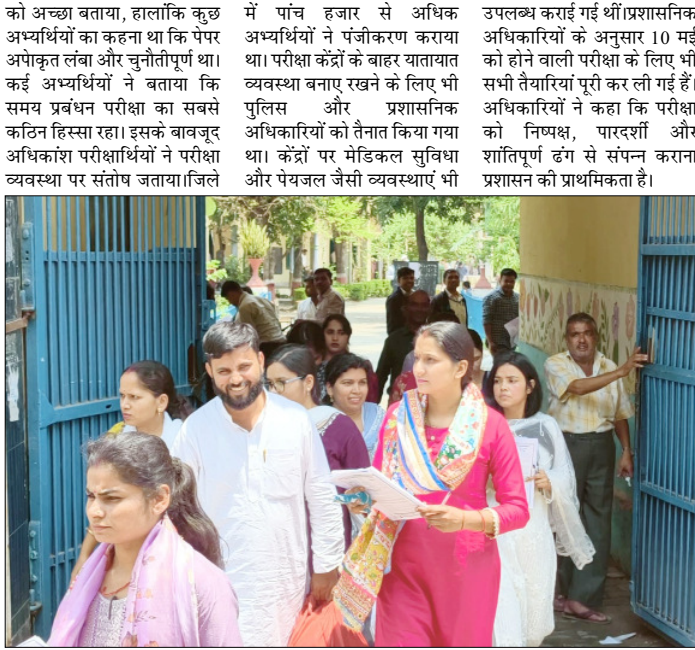 को अच्छा बताया, हालांकि कुछ
अभ्यर्थियों का कहना था कि पेपर
अपेाकृत लंबा और चुनौतीपूर्ण था।
कई अभ्यर्थियों ने बताया कि
समय प्रबंधन परीक्षा का सबसे
कठिन हिस्सा रहा। इसके बावजूद
अधिकांश परीक्षार्थियों ने परीक्षा
व्यवस्था पर संतोष जताया।जिले
में पांच हजार से अधिक
अभ्यर्थियों ने पंजीकरण कराया
था। परीक्षा केंद्रों के बाहर यातायात
व्यवस्था बनाए रखने के लिए भी
पुलिस और प्रशासनिक
अधिकारियों को तैनात किया गया
था। केंद्रों पर मेडिकल सुविधा
और पेयजल जैसी व्यवस्थाएं भी
उपलब्ध कराई गई थीं।प्रशासनिक
अधिकारियों के अनुसार 10 मई
को होने वाली परीक्षा के लिए भी
सभी तैयारियां पूरी कर ली गई हैं।
अधिकारियों ने कहा कि परीक्षा
को निष्पक्ष, पारदर्शी और
शांतिपूर्ण ढंग से संपन्न कराना
प्रशासन की प्राथमिकता है।